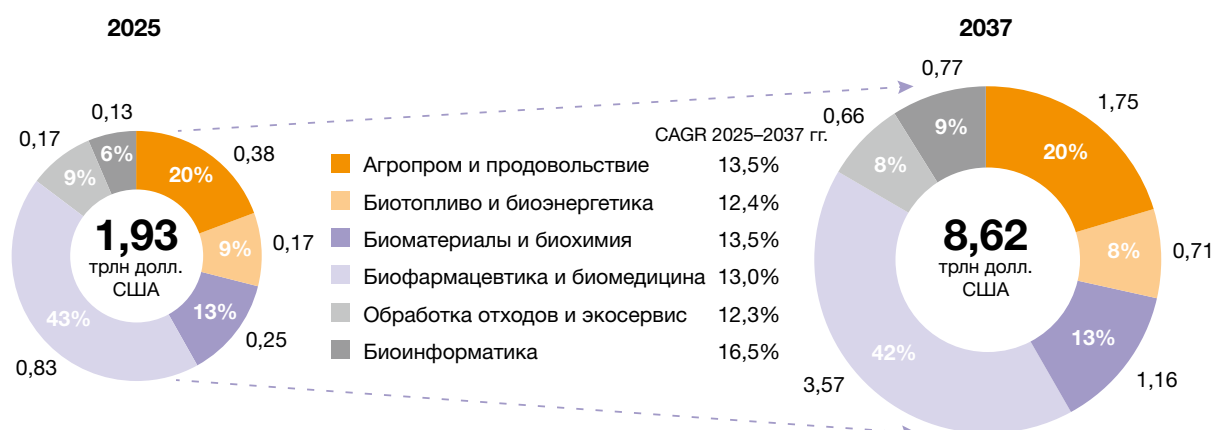 2025
0,13
0,17
0,38
6%
9%
20%
9%
0,17
43%
13%
0,83
0,25
1,93
трлн долл.
США
CAGR 2025–2037 гг.
Агропром и продовольствие 13,5%
Биотопливо и биоэнергетика 12,4%
Биоматериалы и биохимия 13,5%
Биофармацевтика и биомедицина 13,0%
Обработка отходов и экосервис 12,3%
Биоинформатика 16,5%
2037
0,77
0,66
1,75
9%
8%
20%
8%
0,71
42%
13%
3,57
1,16
8,62
трлн долл.
США